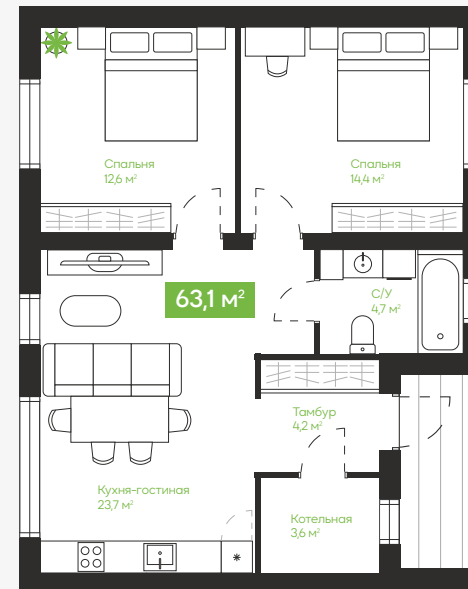 Спальня
12,6 м²
Спальня
14,4 м²
63,1 м²
С/У
4,7 м²
Тамбур
4,2 м²
Кухня-гостиная
23,7 м²
Котельная
3,6 м²